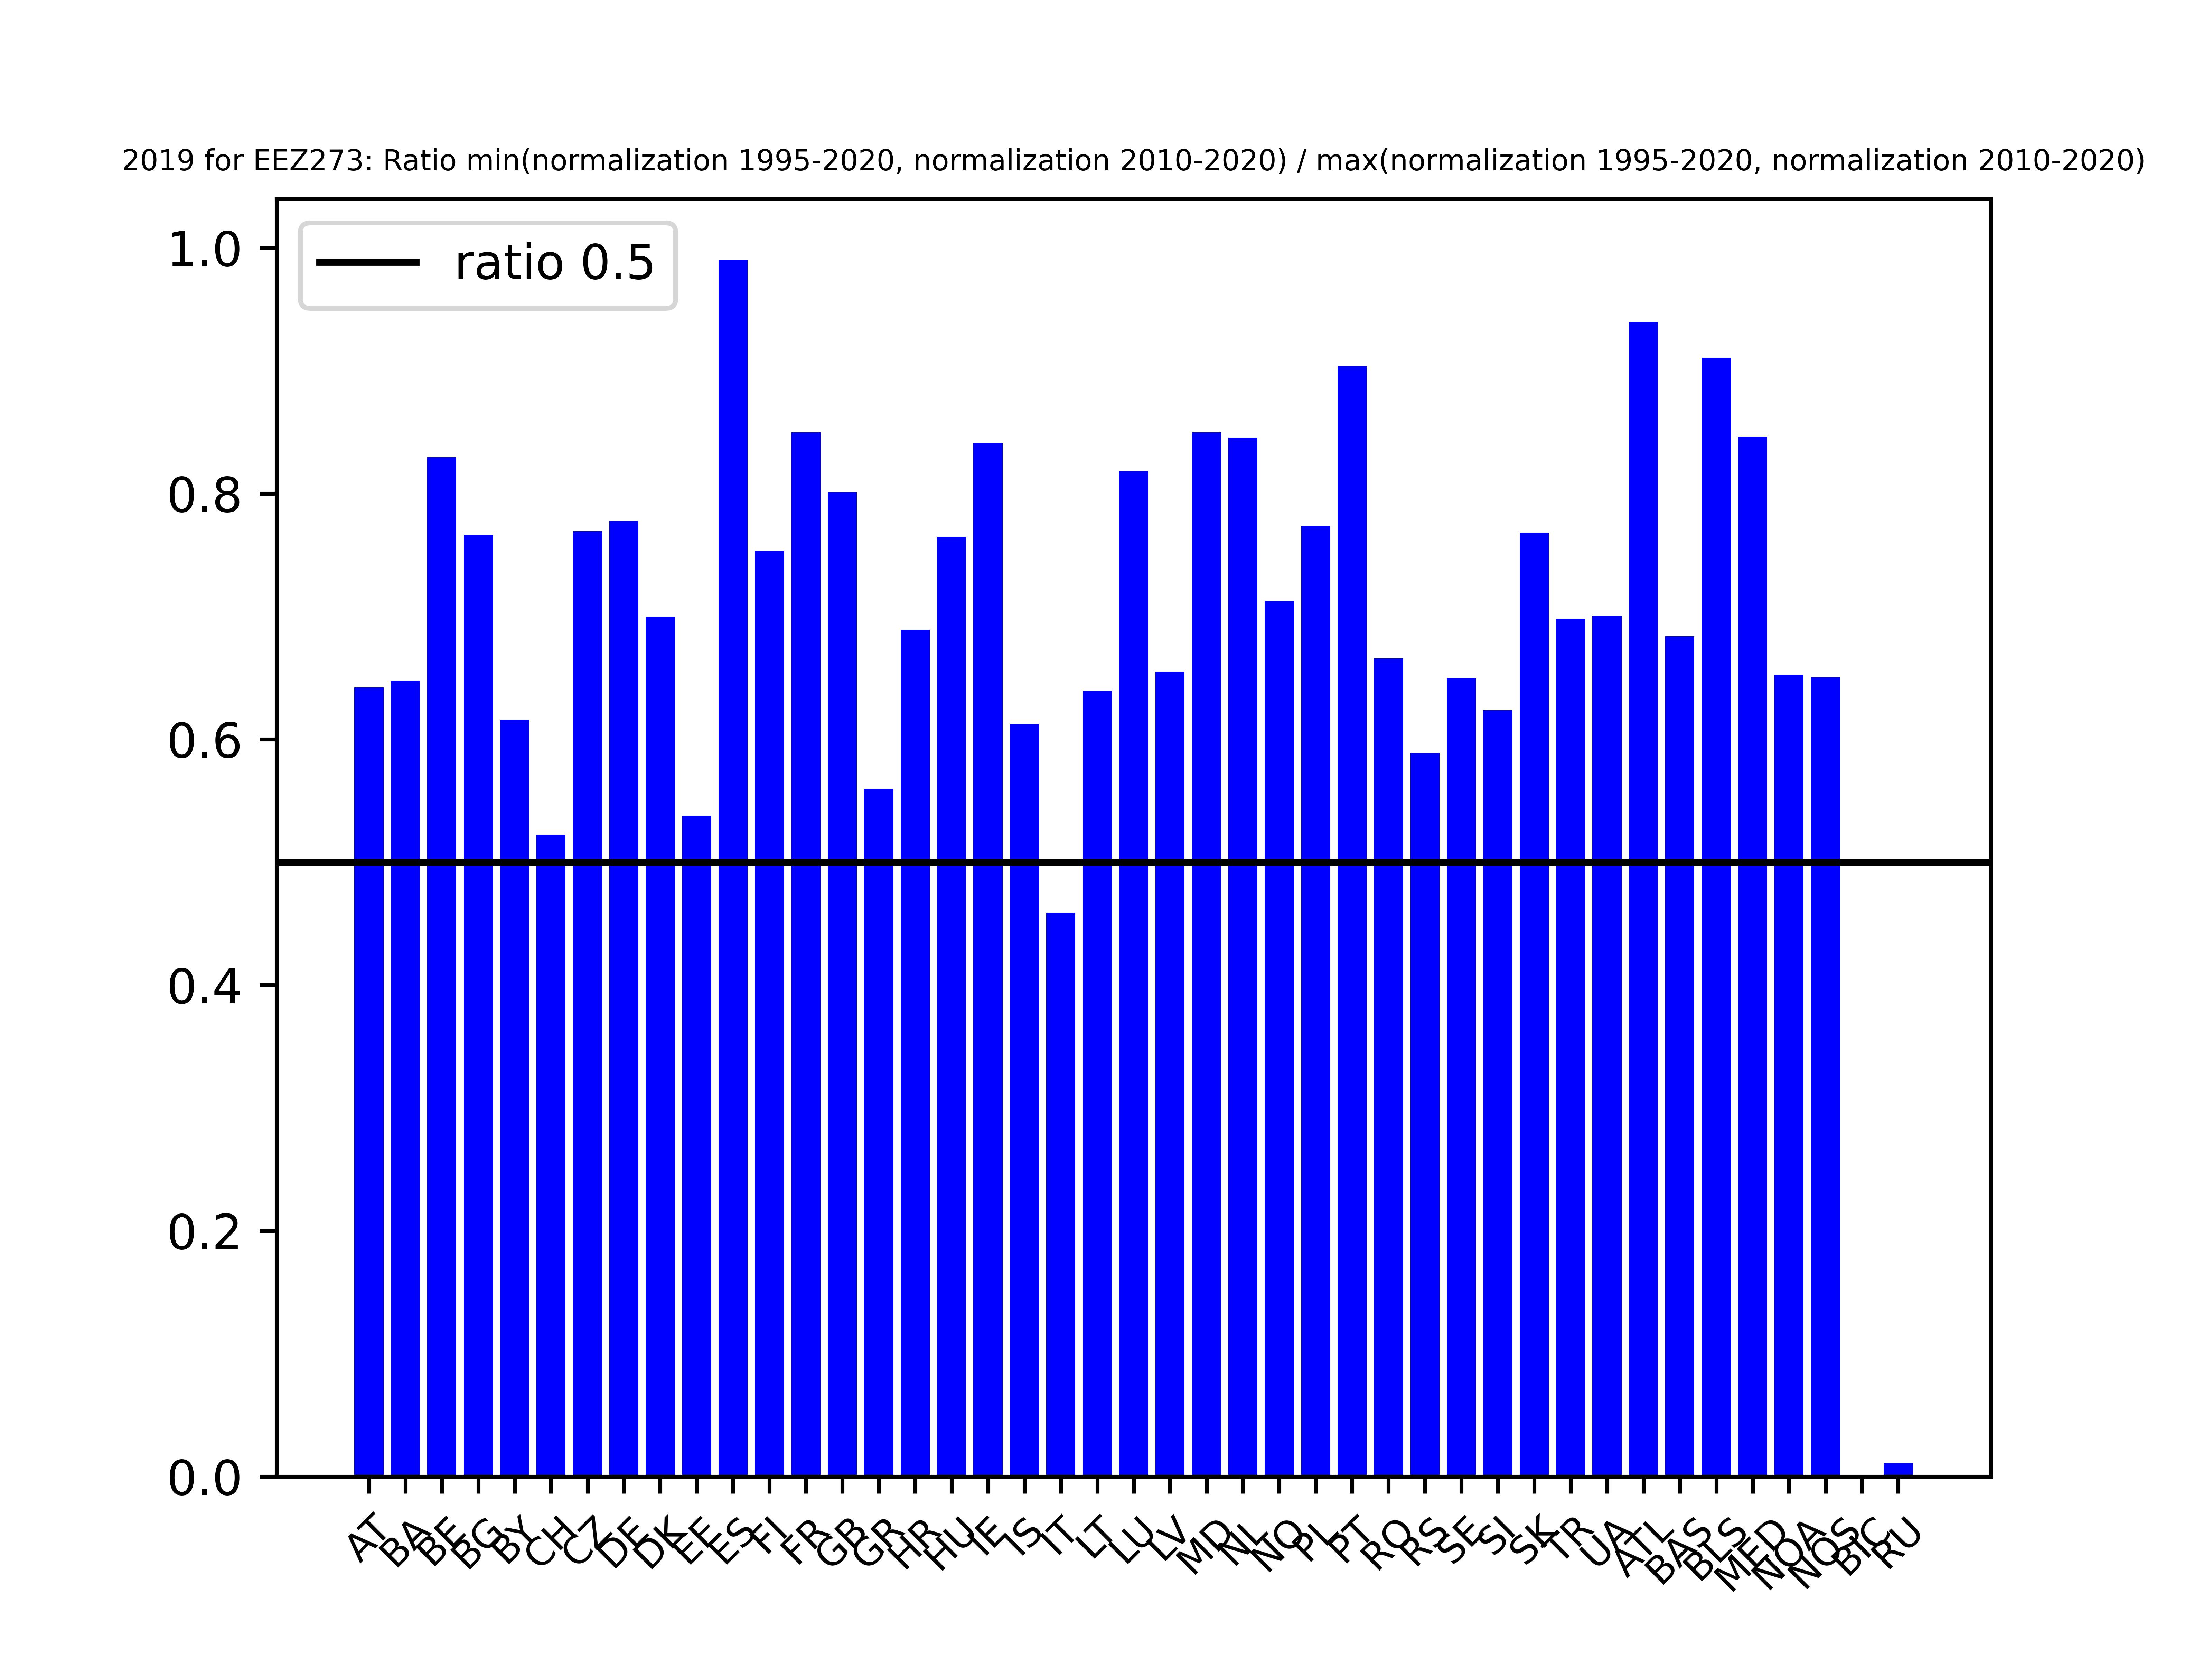 2019 for EEZ273: Ratio min(normalization 1995-2020, normalization 2010-2020) / max(normalization 1995-2020, normalization 2010-2020)
ratio 0.5
1.0
0.8
0.6
0.4
0.2
0.0
AT BA BE BG BY CH CZ DE DK EE ES FI FR GB GR HR HU IE IS IT LT LU LV MD NL NO PL PT RO RS SE SI SK TR UA ATL BAS BLS MED NOA NOS BIC RU